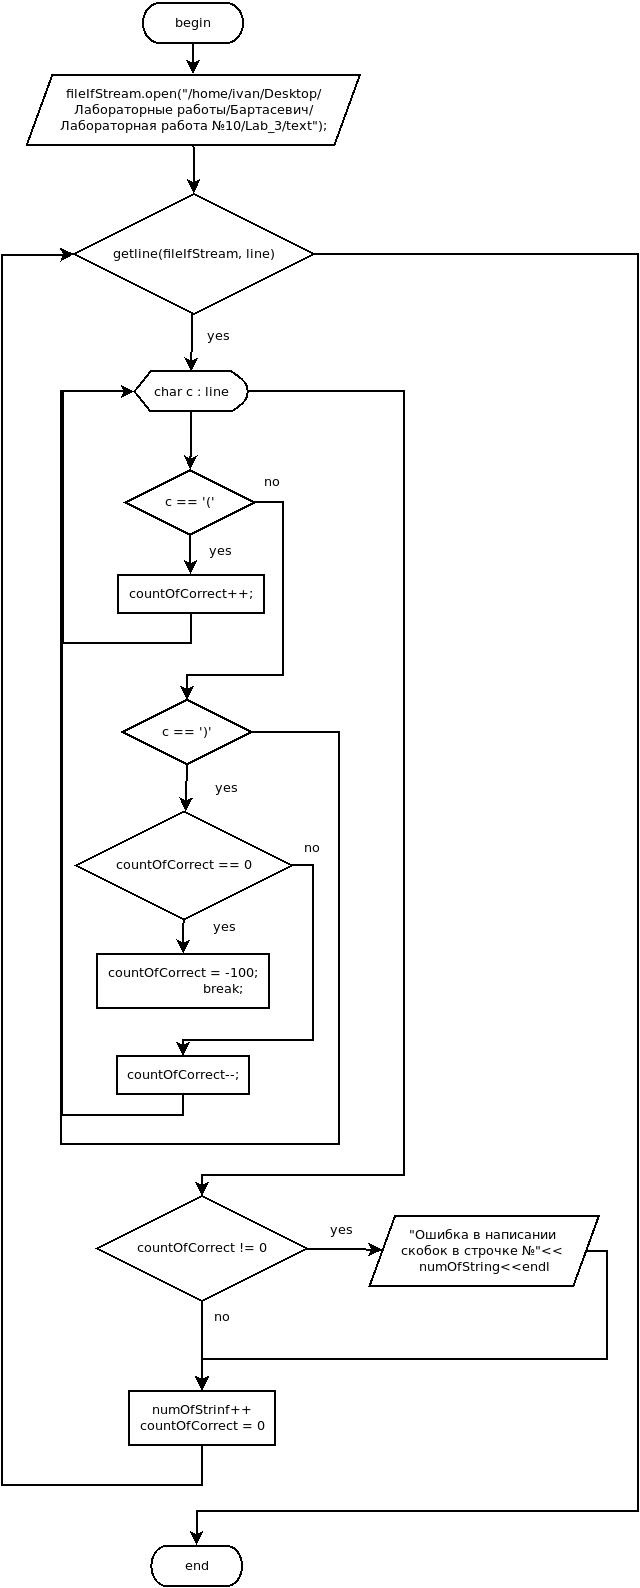 begin
fileIfStream.open("/home/ivan/Desktop/
Лабораторные работы/Бартасевич/
Лабораторная работа №10/Lab_3/text");
getline(fileIfStream, line)
yes
char c : line
no
c == '('
yes
countOfCorrect++;
c == ')'
yes
no
countOfCorrect == 0
yes
countOfCorrect = -100;
break;
countOfCorrect--;
yes
countOfCorrect != 0
"Ошибка в написании
скобок в строчке №"<<
numOfString<<endl
no
numOfStrinf++
countOfCorrect = 0
end